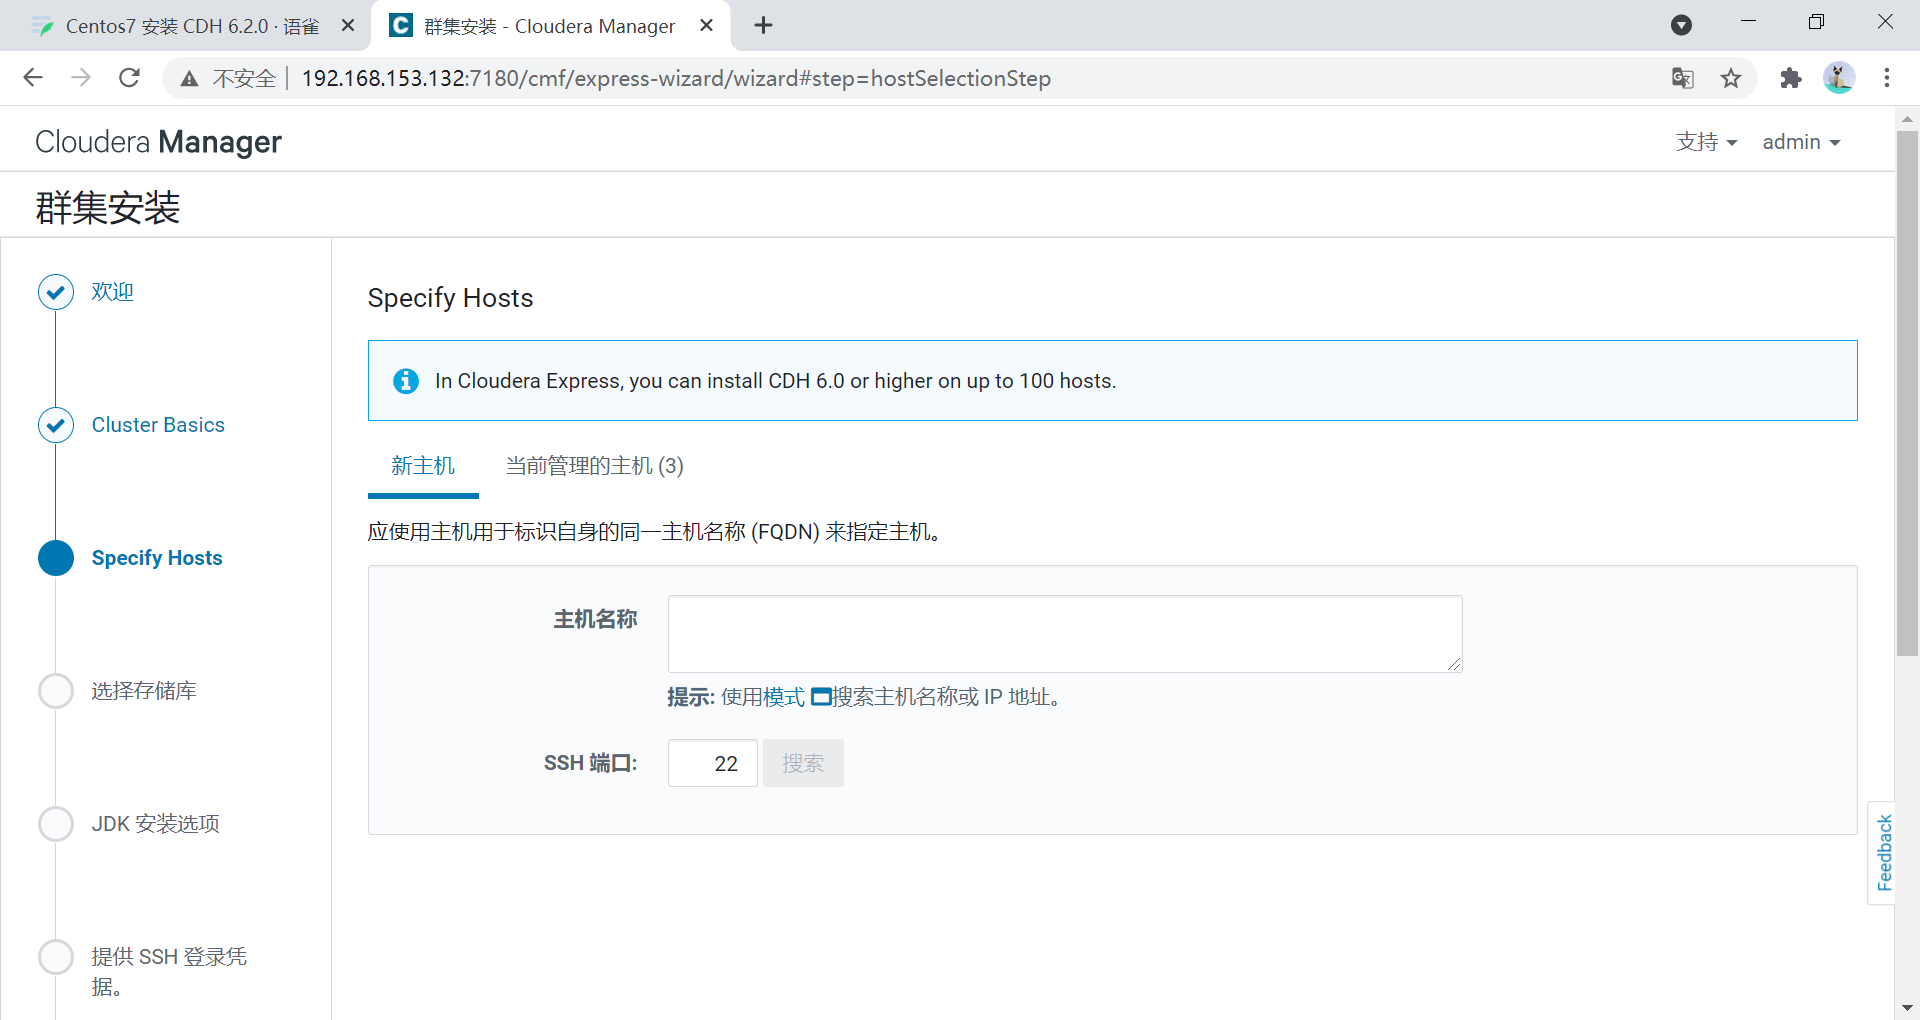 Centos7 安装 CDH 6.2.0 · 语雀
群集安装 - Cloudera Manager
不安全
192.168.153.132:7180/cmf/express-wizard/wizard#step=hostSelectionStep
Cloudera Manager
支持
admin
群集安装
欢迎
Cluster Basics
Specify Hosts
选择存储库
JDK 安装选项
提供 SSH 登录凭
据。
Specify Hosts
In Cloudera Express, you can install CDH 6.0 or higher on up to 100 hosts.
新主机
当前管理的主机 (3)
应使用主机用于标识自身的同一主机名称 (FQDN) 来指定主机。
主机名称
提示: 使用模式 搜索主机名称或 IP 地址。
SSH 端口:
22
搜索
Feedback